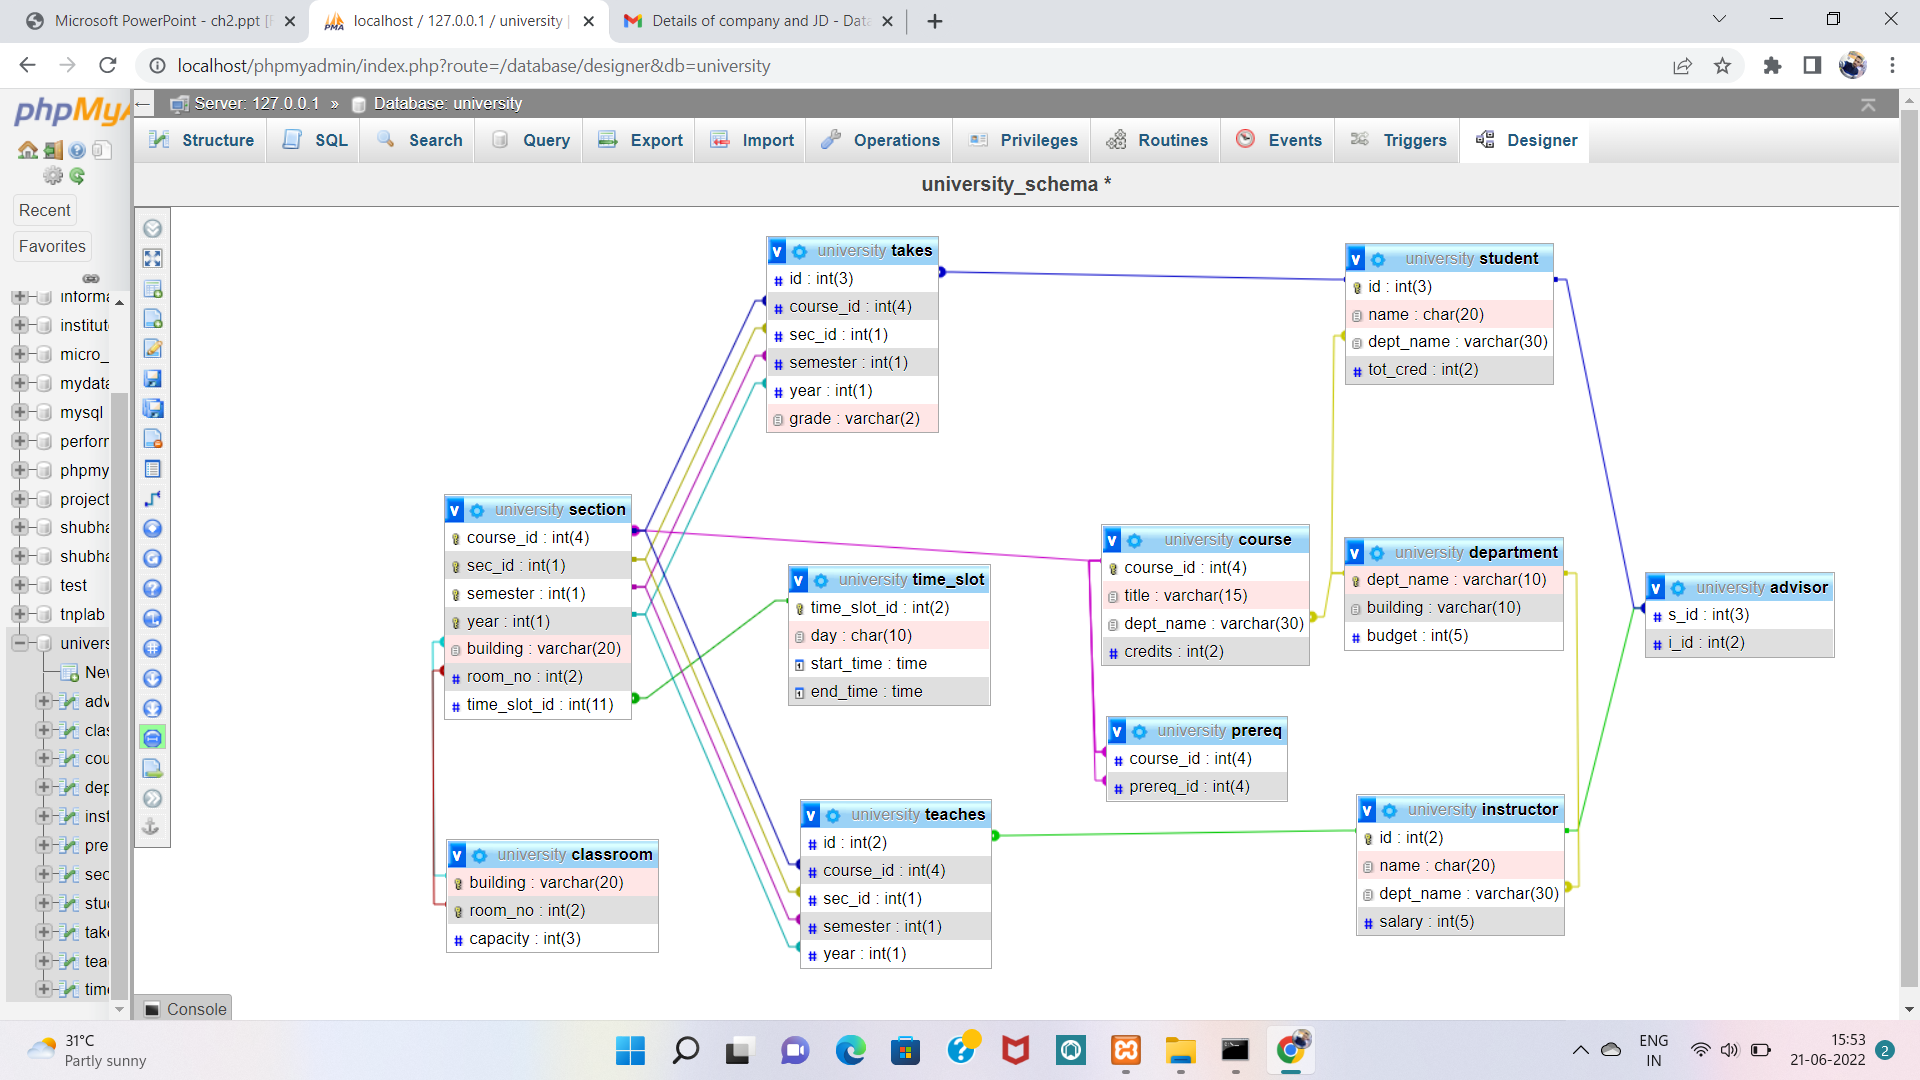 Microsoft PowerPoint - ch2.ppt
localhost / 127.0.0.1 / university |
Details of company and JD - Data
localhost/phpmyadmin/index.php?route=/database/designer&db=university
phpMyA
Server: 127.0.0.1 » Database: university
Structure SQL Search Query Export Import Operations Privileges Routines Events Triggers Designer
university_schema *
Recent
Favorites
informa
institut
micro_
mydata
mysql
perform
phpmy
project
shubha
shubha
test
tnplab
univers
New
adv
clas
cou
dep
inst
pre
sec
stu
take
tea
time
v university takes
# id : int(3)
# course_id : int(4)
# sec_id : int(1)
# semester : int(1)
# year : int(1)
grade : varchar(2)
v university student
id : int(3)
name : char(20)
dept_name : varchar(30)
# tot_cred : int(2)
v university section
course_id : int(4)
sec_id : int(1)
semester : int(1)
year : int(1)
building : varchar(20)
# room_no : int(2)
# time_slot_id : int(11)
v university time_slot
time_slot_id : int(2)
day : char(10)
start_time : time
end_time : time
v university course
course_id : int(4)
title : varchar(15)
dept_name : varchar(30)
# credits : int(2)
v university department
dept_name : varchar(10)
building : varchar(10)
# budget : int(5)
v university advisor
# s_id : int(3)
# i_id : int(2)
v university prereq
# course_id : int(4)
# prereq_id : int(4)
v university teaches
# id : int(2)
# course_id : int(4)
# sec_id : int(1)
# semester : int(1)
# year : int(1)
v university instructor
id : int(2)
name : char(20)
dept_name : varchar(30)
# salary : int(5)
v university classroom
building : varchar(20)
room_no : int(2)
# capacity : int(3)
Console
31°C
Partly sunny
ENG
IN
15:53
21-06-2022
2